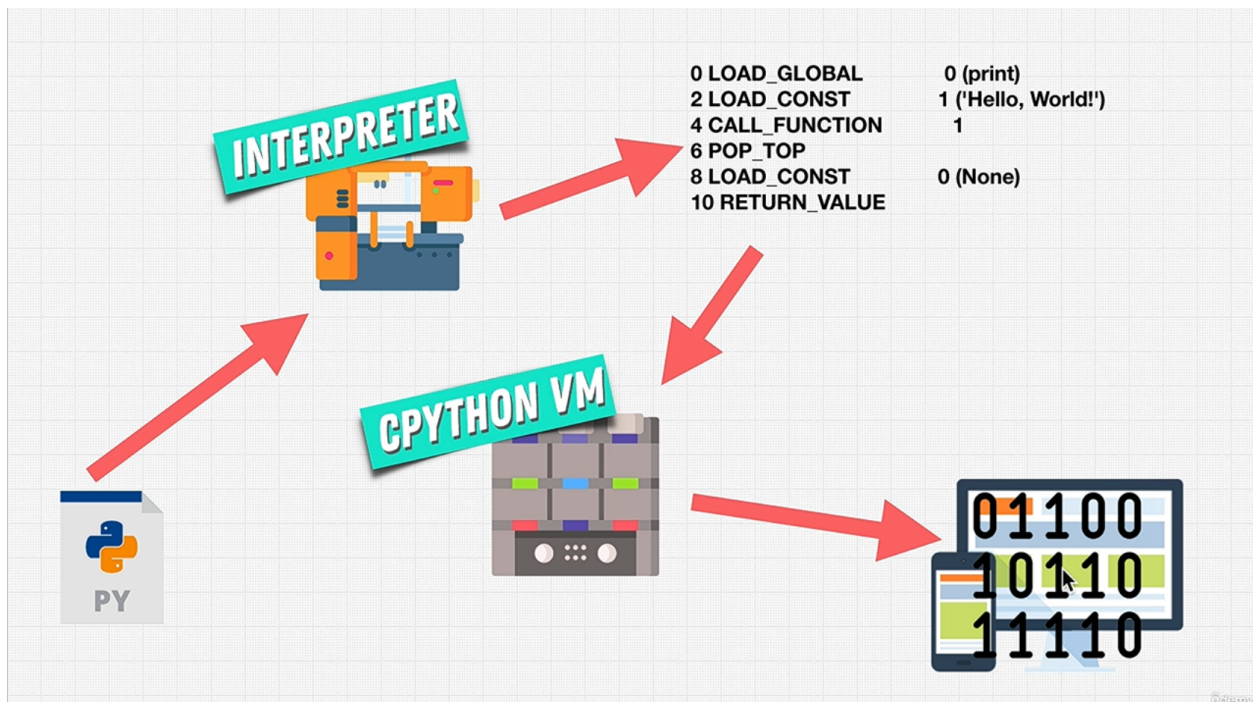 INTERPRETER
0 LOAD_GLOBAL 0 (print)
2 LOAD_CONST 1 ('Hello, World!')
4 CALL_FUNCTION 1
6 POP_TOP
8 LOAD_CONST 0 (None)
10 RETURN_VALUE
CPYTHON VM
PY
01100
10110
11110